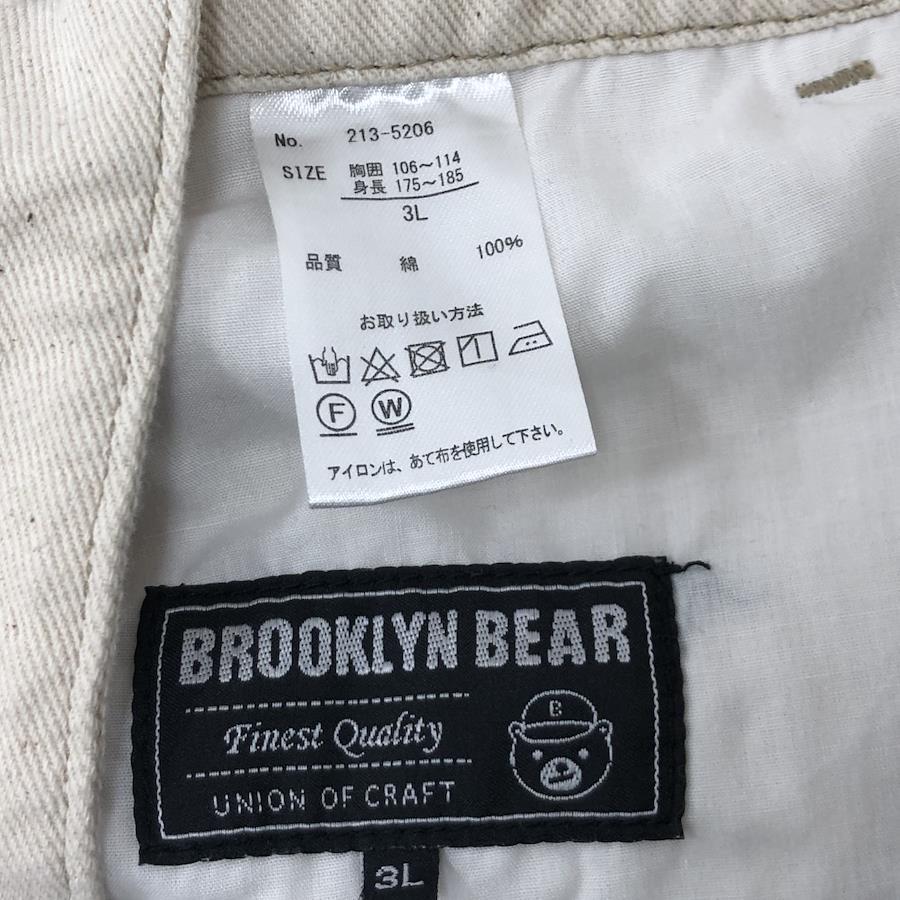 No. 213-5206
SIZE 胸囲 106～114
身長 175～185
3L
品質 綿 100%
お取り扱い方法
F W
アイロンは、あて布を使用して下さい。
BROOKLYN BEAR
B
Finest Quality
UNION OF CRAFT
3L